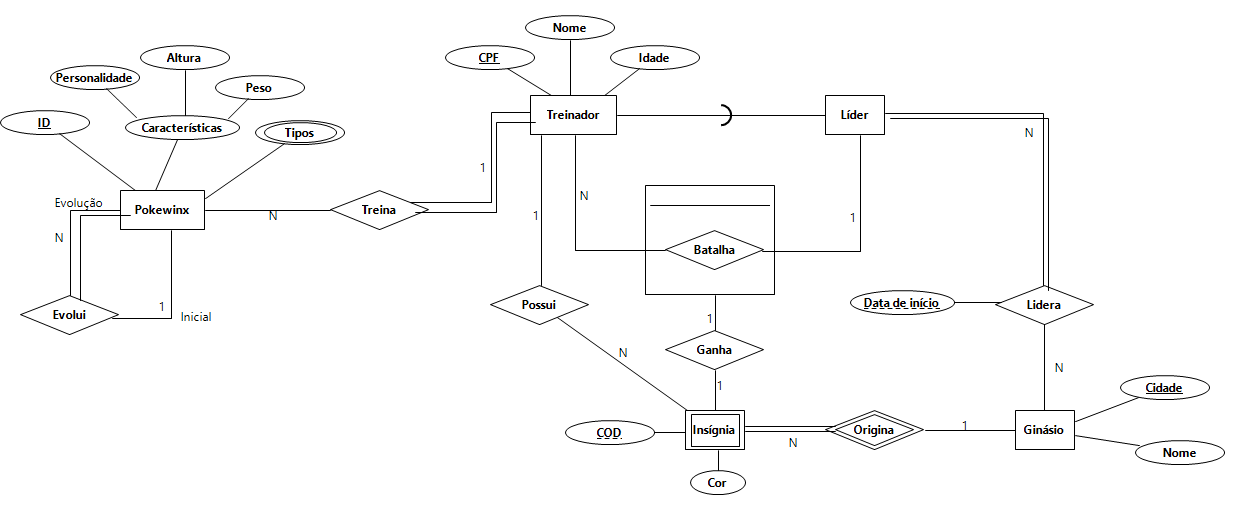 Nome
CPF
Idade
Altura
Personalidade
Peso
ID
Características
Tipos
Treinador
Líder
N
1
Evolução
Pokewinx
N
Treina
N
1
1
N
Batalha
1
Evolui
1
Inicial
Possui
Data de início
Lidera
1
N
Ganha
N
1
Cidade
COD
Insígnia
N
Origina
1
Ginásio
Nome
Cor